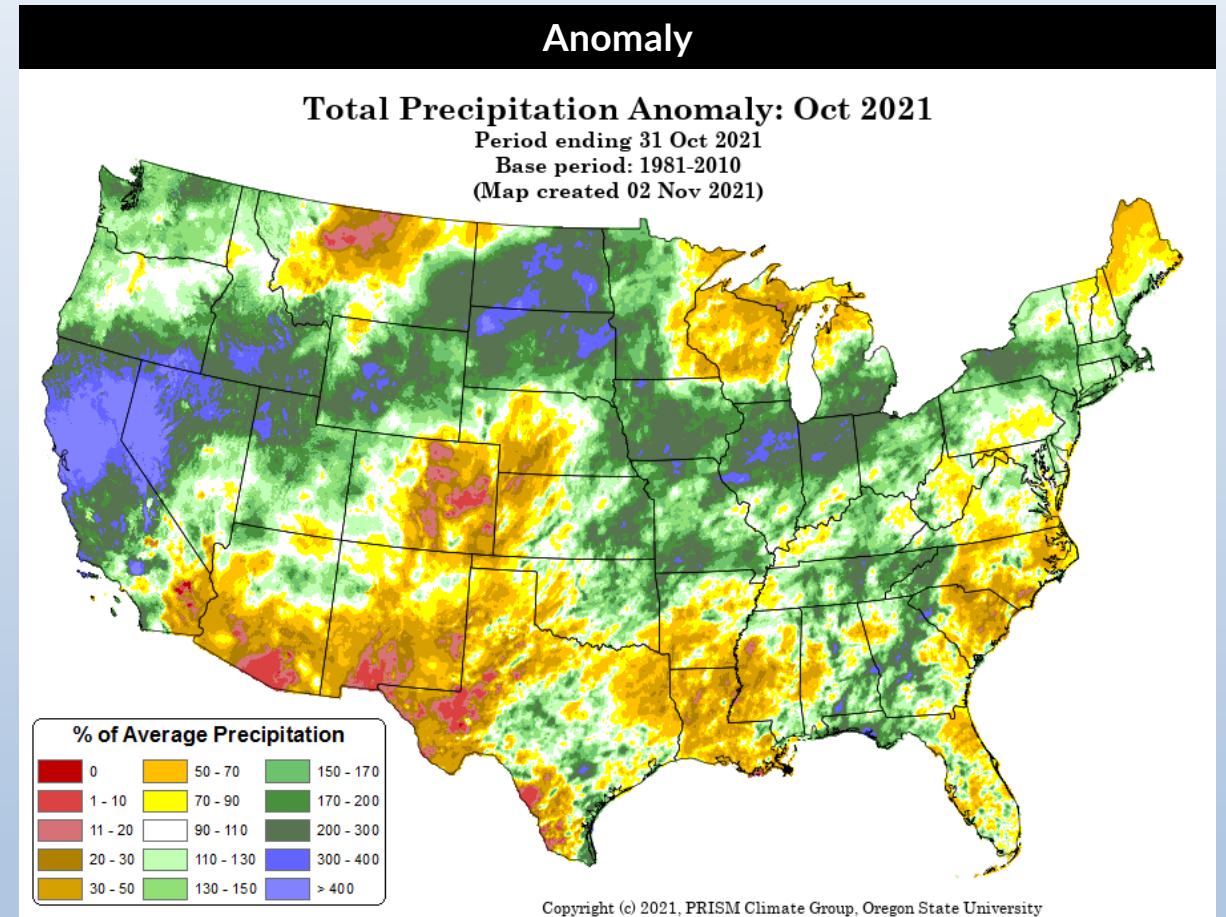 Anomaly
Total Precipitation Anomaly: Oct 2021
Period ending 31 Oct 2021
Base period: 1981-2010
(Map created 02 Nov 2021)
% of Average Precipitation
0
50 - 70
150 - 170
1 - 10
70 - 90
170 - 200
11 - 20
90 - 110
200 - 300
20 - 30
110 - 130
300 - 400
30 - 50
130 - 150
> 400
Copyright (c) 2021, PRISM Climate Group, Oregon State University